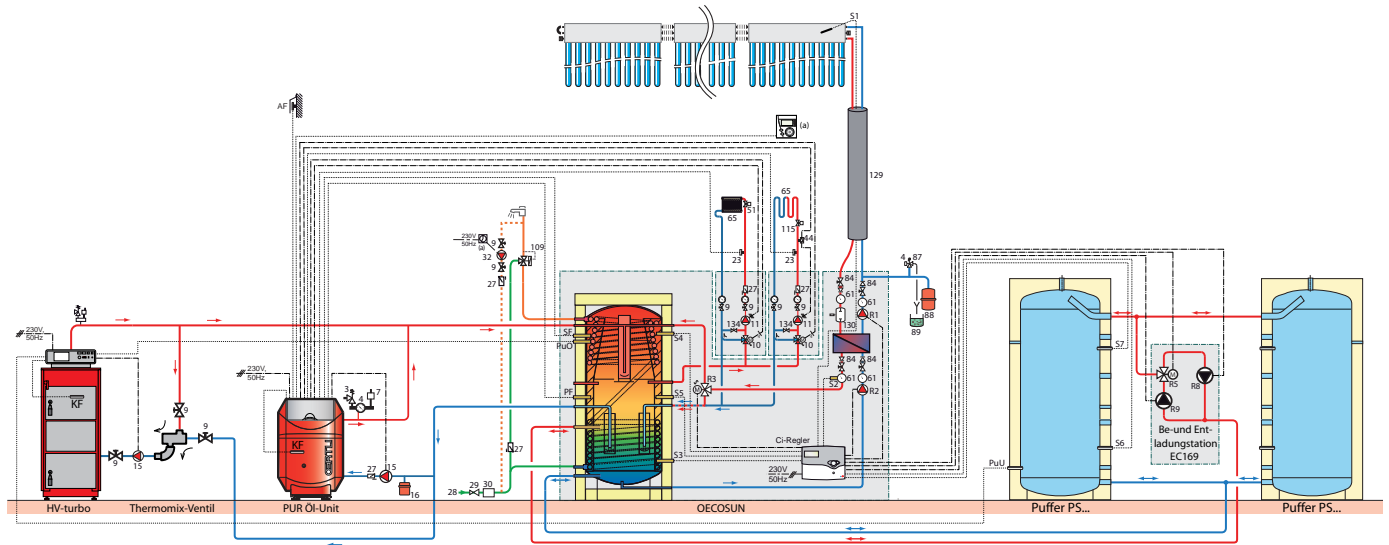 S1
AF
(a)
129
65
51
65
115
44
23
23
230V
50Hz
(a)
9
32
9
27
109
4
87
88
89
84
84
61
61
R1
130
84
84
61
61
S2
R2
27
9
11
134
10
27
9
11
134
10
9
9
230V,
50Hz
230V,
50Hz
SF
PuO
S4
PF
S5
S3
R3
M
3
4
7
KF
KF
9
9
9
15
27
15
16
OERTLI
27
28
29
30
Ci-Regler
230V
50Hz
S7
S6
PuU
M
R5
R8
R9
Be-und Ent-
ladungstation
EC169
HV-turbo
Thermomix-Ventil
PUR Öl-Unit
OECOSUN
Puffer PS...
Puffer PS...